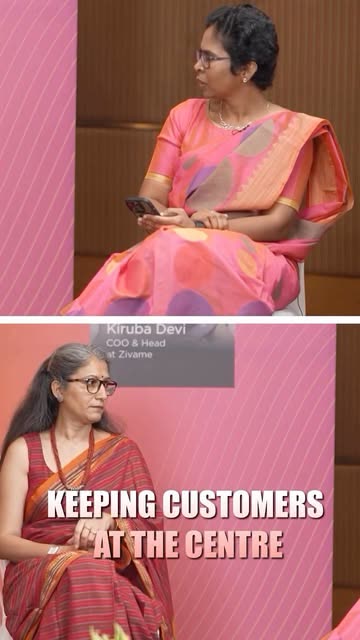 Kiruba Devi
COO & Head
at Zivame
KEEPING CUSTOMERS
AT THE CENTRE